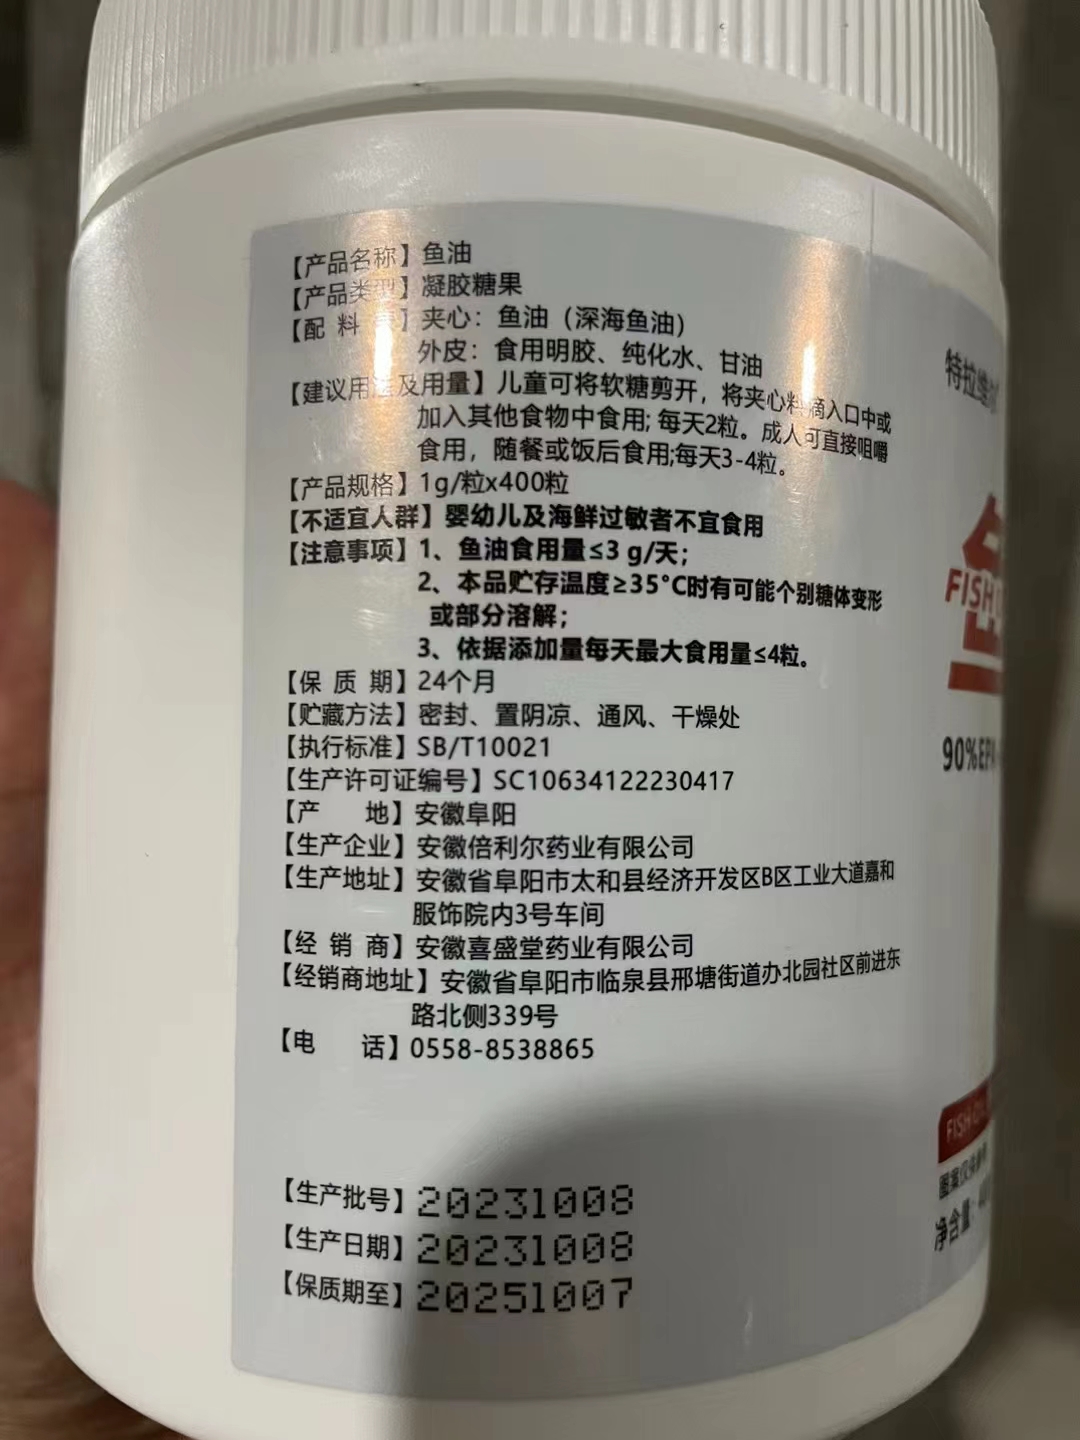 【产品名称】鱼油
【产品类型】凝胶糖果
【配 料 】夹心：鱼油（深海鱼油）
外皮：食用明胶、纯化水、甘油
【建议用法及用量】儿童可将软糖剪开，将夹心料滴入口中或
加入其他食物中食用; 每天2粒。成人可直接咀嚼
食用，随餐或饭后食用;每天3-4粒。
【产品规格】1g/粒x400粒
【不适宜人群】婴幼儿及海鲜过敏者不宜食用
【注意事项】1、鱼油食用量≤3 g/天；
2、本品贮存温度≥35°C时有可能个别糖体变形
或部分溶解；
3、依据添加量每天最大食用量≤4粒。
【保 质 期】24个月
【贮藏方法】密封、置阴凉、通风、干燥处
【执行标准】SB/T10021
【生产许可证编号】SC10634122230417
【产 地】安徽阜阳
【生产企业】安徽倍利尔药业有限公司
【生产地址】安徽省阜阳市太和县经济开发区B区工业大道嘉和
服饰院内3号车间
【经 销 商】安徽喜盛堂药业有限公司
【经销商地址】安徽省阜阳市临泉县邢塘街道办北园社区前进东
路北侧339号
【电 话】0558-8538865
【生产批号】20231008
【生产日期】20231008
【保质期至】20251007
特拉维
FISH
90%EPA
FISH O
图案仅供参考
净含量: